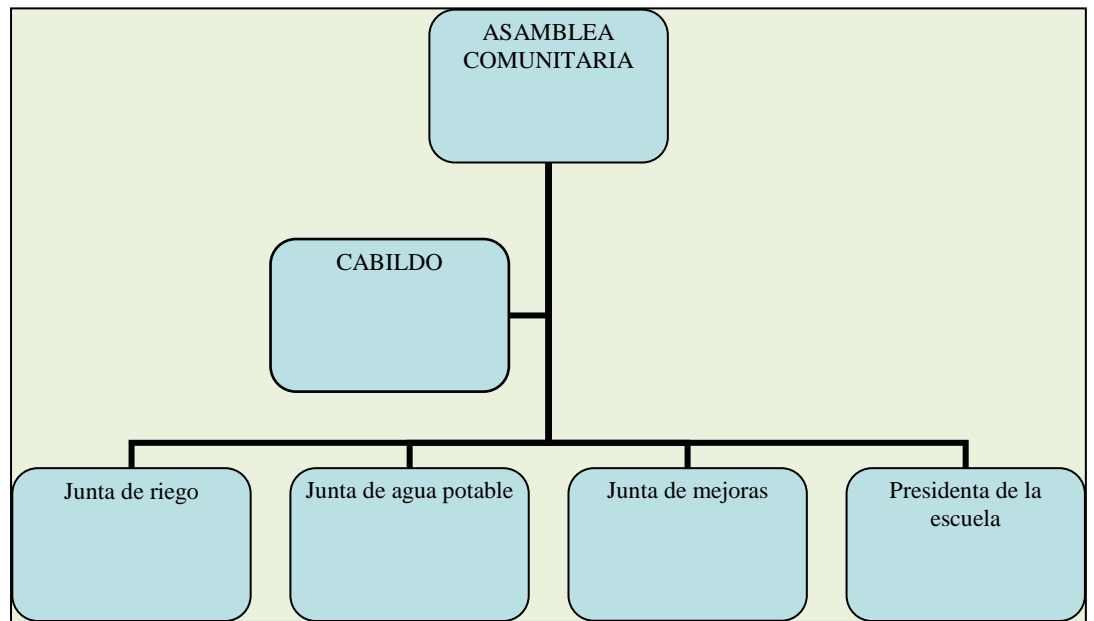 ASAMBLEA
COMUNITARIA
CABILDO
Junta de riego
Junta de agua potable
Junta de mejoras
Presidenta de la
escuela